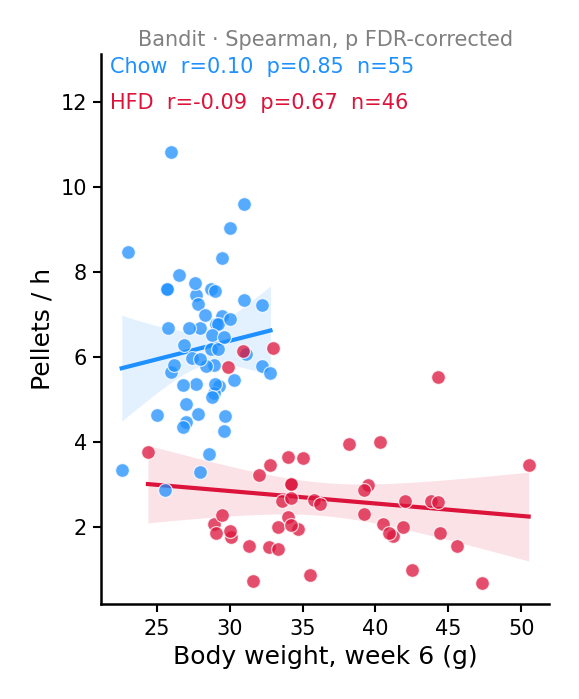 Bandit · Spearman, p FDR-corrected
Chow  r=0.10  p=0.85  n=55
HFD  r=-0.09  p=0.67  n=46
12
10
8
6
4
2
Pellets / h
25 30 35 40 45 50
Body weight, week 6 (g)